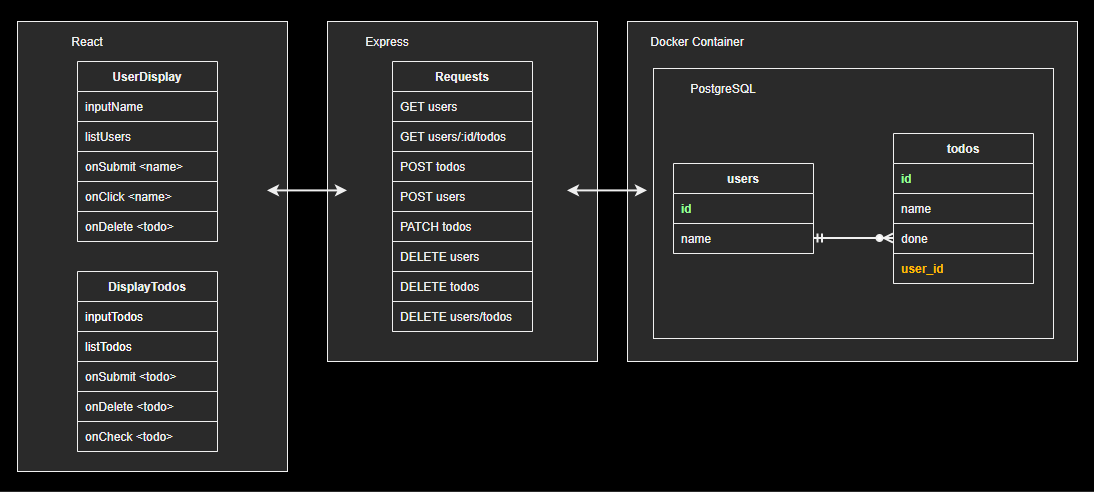 React
UserDisplay
inputName
listUsers
onSubmit <name>
onClick <name>
onDelete <todo>
DisplayTodos
inputTodos
listTodos
onSubmit <todo>
onDelete <todo>
onCheck <todo>
Express
Requests
GET users
GET users/:id/todos
POST todos
POST users
PATCH todos
DELETE users
DELETE todos
DELETE users/todos
Docker Container
PostgreSQL
users
id
name
todos
id
name
done
user_id